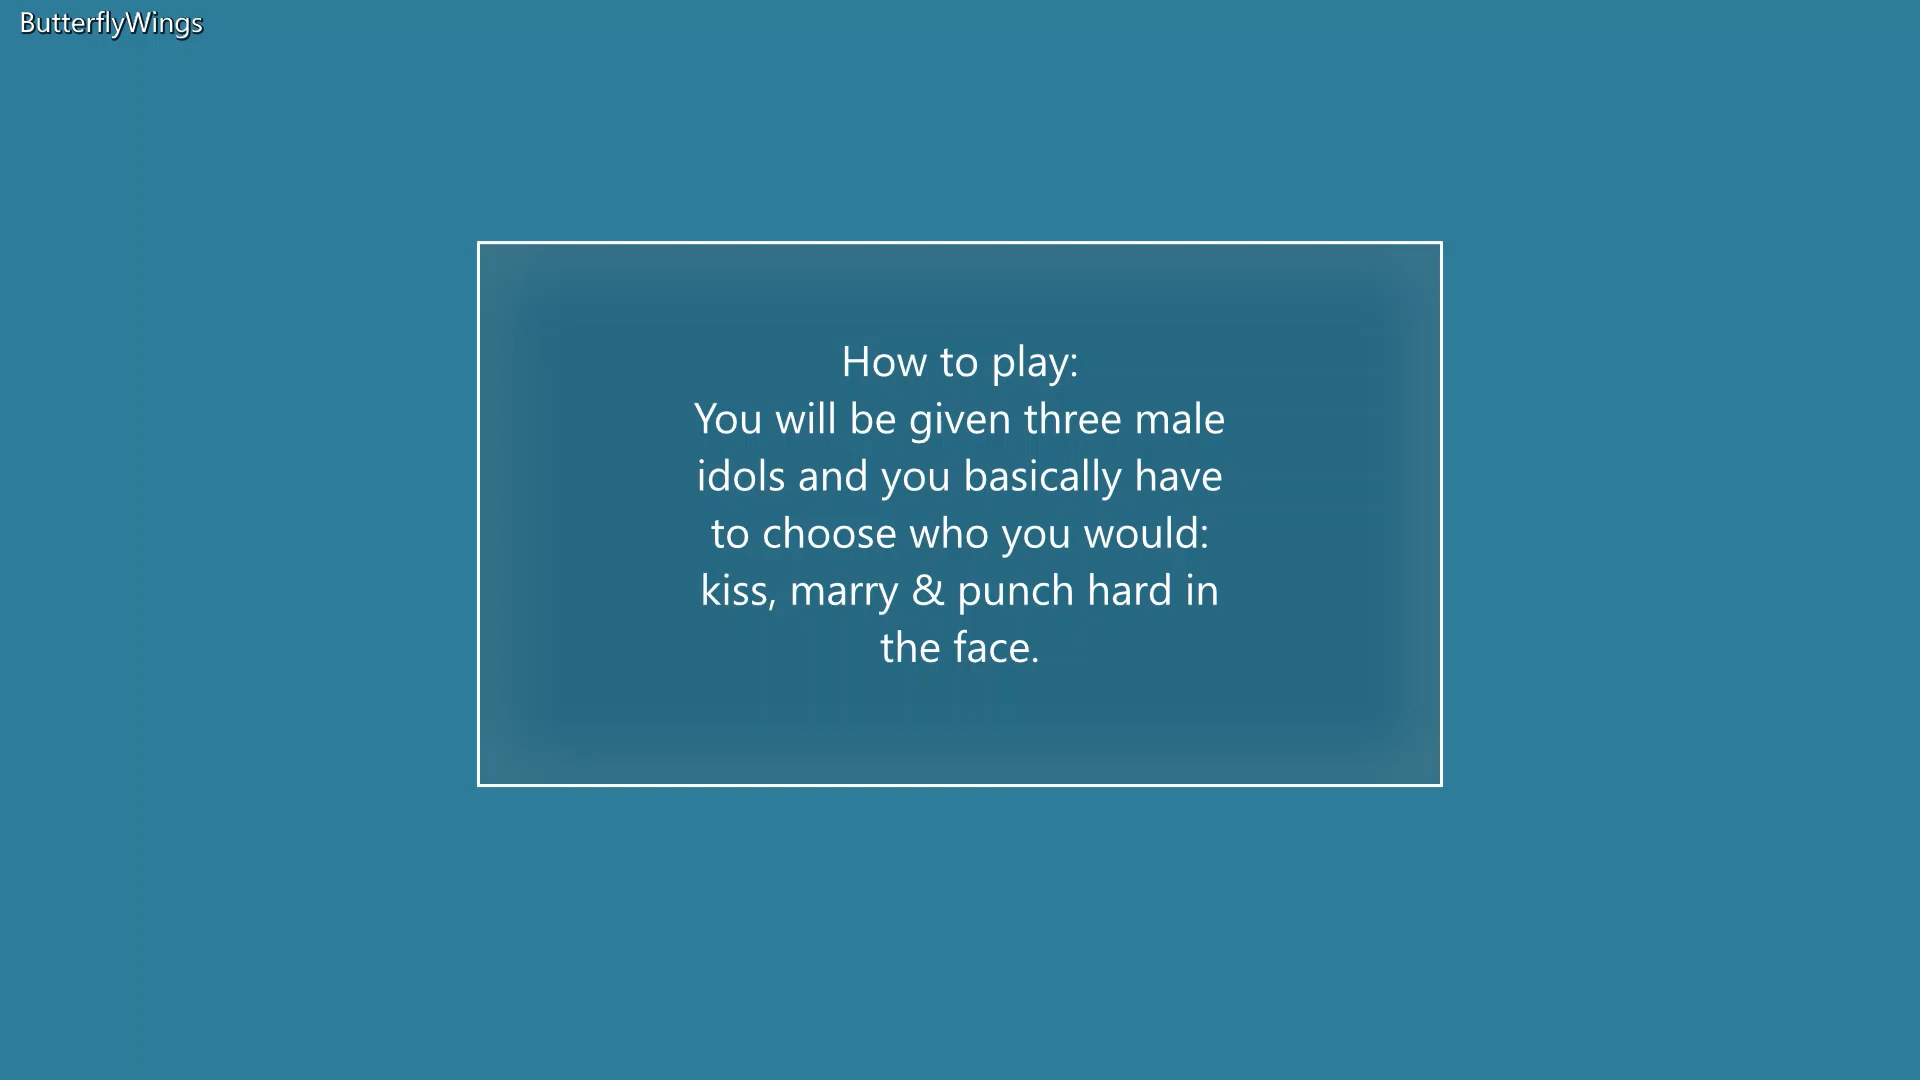 ButterflyWings
How to play:
You will be given three male
idols and you basically have
to choose who you would:
kiss, marry & punch hard in
the face.